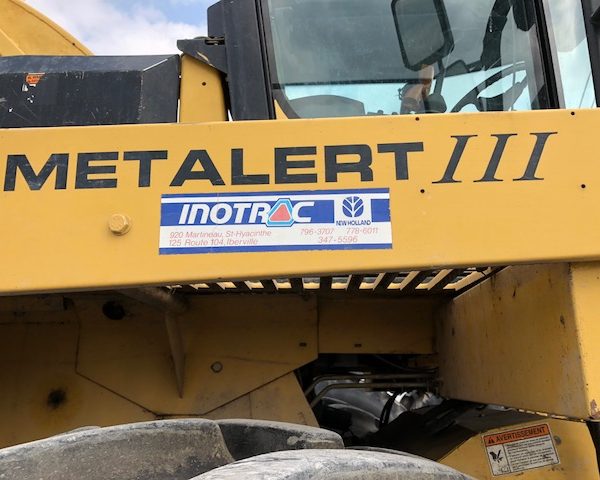 METALERT III
INOTRAC
NEW HOLLAND
920 Martineau, St-Hyacinthe 796-3707 778-6011
125 Route 104, Iberville 347-5596
AVERTISSEMENT